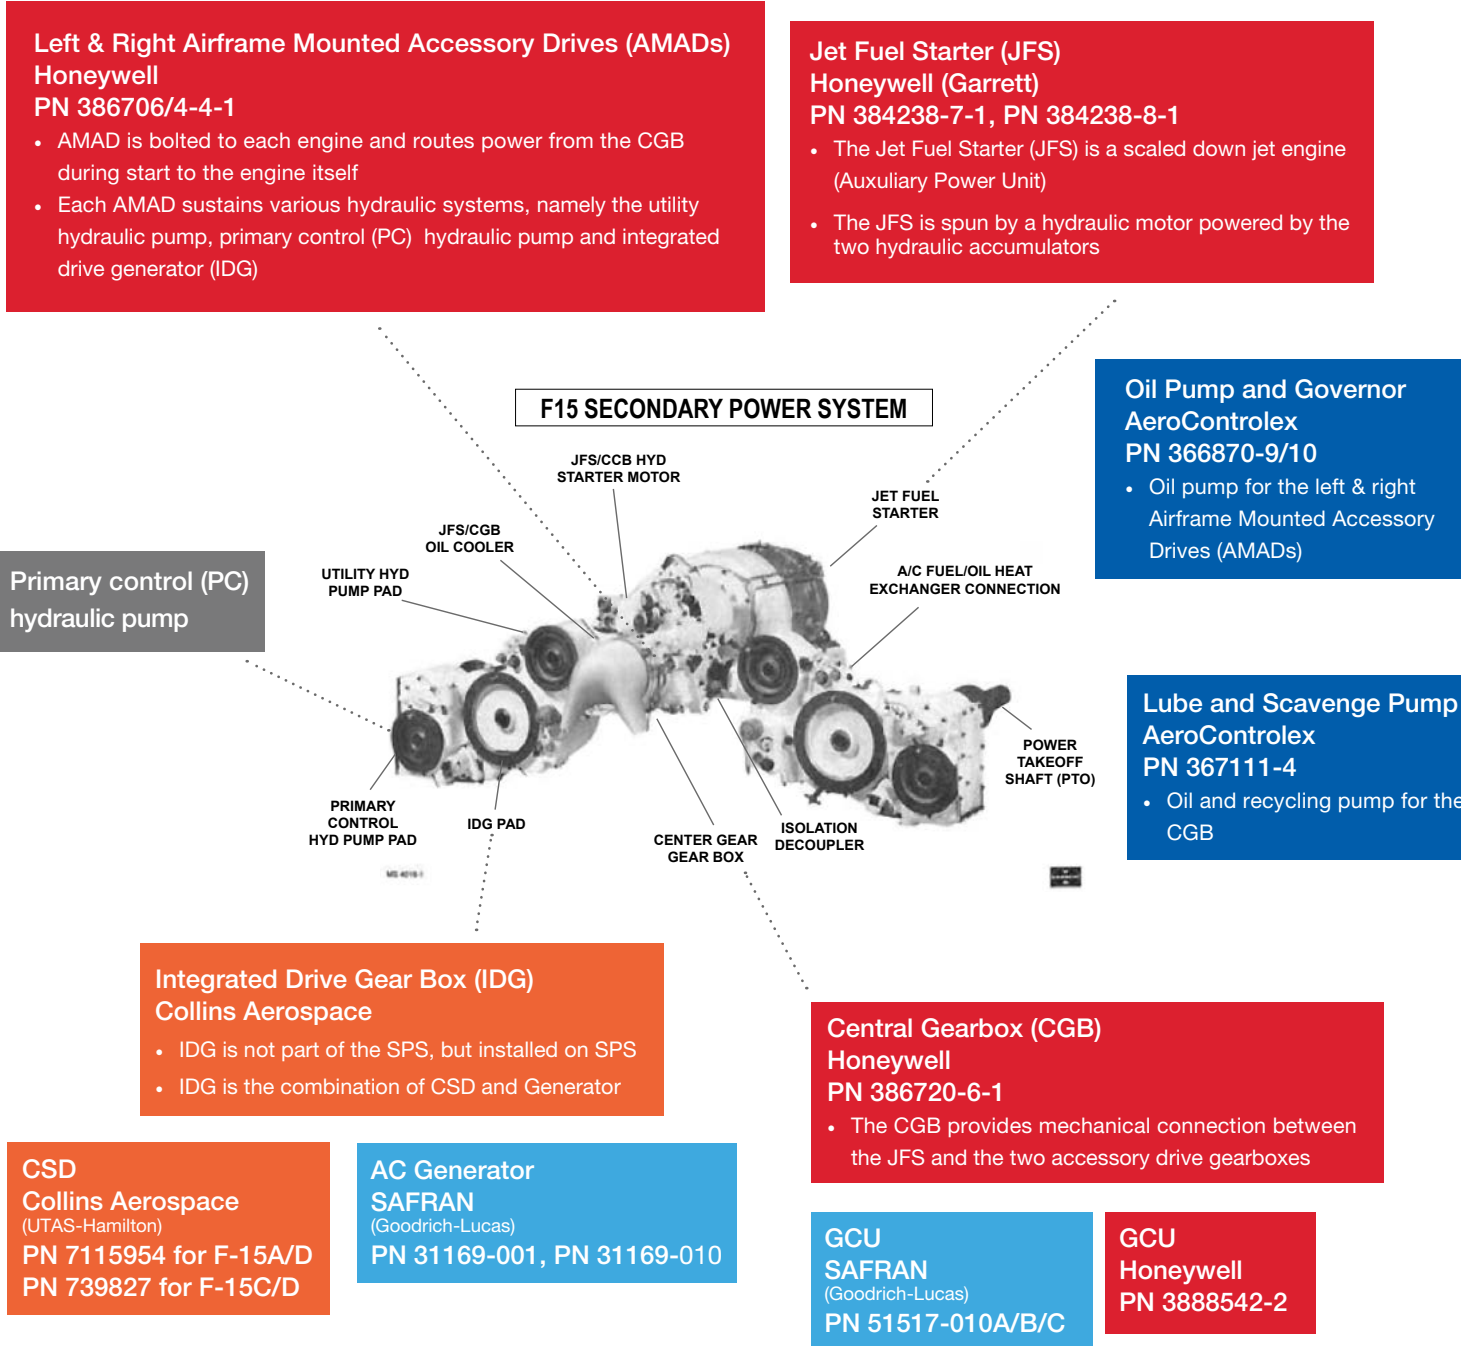 Left & Right Airframe Mounted Accessory Drives (AMADs)
Honeywell
PN 386706/4-4-1
• AMAD is bolted to each engine and routes power from the CGB
during start to the engine itself
• Each AMAD sustains various hydraulic systems, namely the utility
hydraulic pump, primary control (PC) hydraulic pump and integrated
drive generator (IDG)
Jet Fuel Starter (JFS)
Honeywell (Garrett)
PN 384238-7-1, PN 384238-8-1
• The Jet Fuel Starter (JFS) is a scaled down jet engine
(Auxuliary Power Unit)
• The JFS is spun by a hydraulic motor powered by the
two hydraulic accumulators
Oil Pump and Governor
AeroControlex
PN 366870-9/10
• Oil pump for the left & right
Airframe Mounted Accessory
Drives (AMADs)
F15 SECONDARY POWER SYSTEM
JFS/CCB HYD
STARTER MOTOR
JET FUEL
STARTER
JFS/CGB
OIL COOLER
UTILITY HYD
PUMP PAD
A/C FUEL/OIL HEAT
EXCHANGER CONNECTION
Primary control (PC)
hydraulic pump
Lube and Scavenge Pump
AeroControlex
PN 367111-4
• Oil and recycling pump for the
CGB
POWER
TAKEOFF
SHAFT (PTO)
PRIMARY
CONTROL
HYD PUMP PAD
IDG PAD
CENTER GEAR
GEAR BOX
ISOLATION
DECOUPLER
Integrated Drive Gear Box (IDG)
Collins Aerospace
• IDG is not part of the SPS, but installed on SPS
• IDG is the combination of CSD and Generator
Central Gearbox (CGB)
Honeywell
PN 386720-6-1
• The CGB provides mechanical connection between
the JFS and the two accessory drive gearboxes
CSD
Collins Aerospace
(UTAS-Hamilton)
PN 7115954 for F-15A/D
PN 739827 for F-15C/D
AC Generator
SAFRAN
(Goodrich-Lucas)
PN 31169-001, PN 31169-010
GCU
SAFRAN
(Goodrich-Lucas)
PN 51517-010A/B/C
GCU
Honeywell
PN 3888542-2